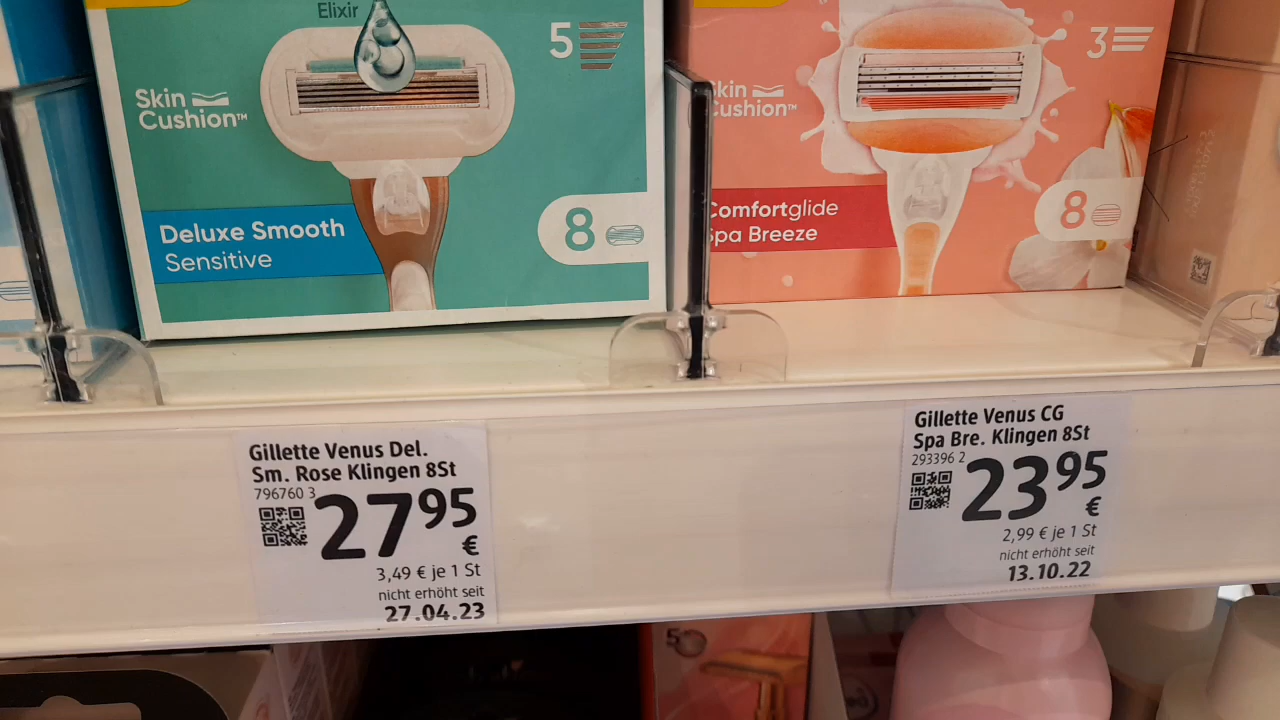 Elixir
5
Skin
Cushion™
Deluxe Smooth
Sensitive
8
3
Skin
Cushion™
Comfortglide
Spa Breeze
8
Gillette Venus Del.
Sm. Rose Klingen 8St
796760 3
27 95
€
3,49 € je 1 St
nicht erhöht seit
27.04.23
Gillette Venus CG
Spa Bre. Klingen 8St
293396 2
23 95
€
2,99 € je 1 St
nicht erhöht seit
13.10.22
5